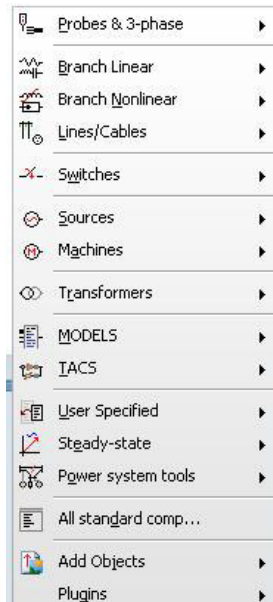 Probes & 3-phase
Branch Linear
Branch Nonlinear
Lines/Cables
Switches
Sources
Machines
Transformers
MODELS
TACS
User Specified
Steady-state
Power system tools
All standard comp...
Add Objects
Plugins